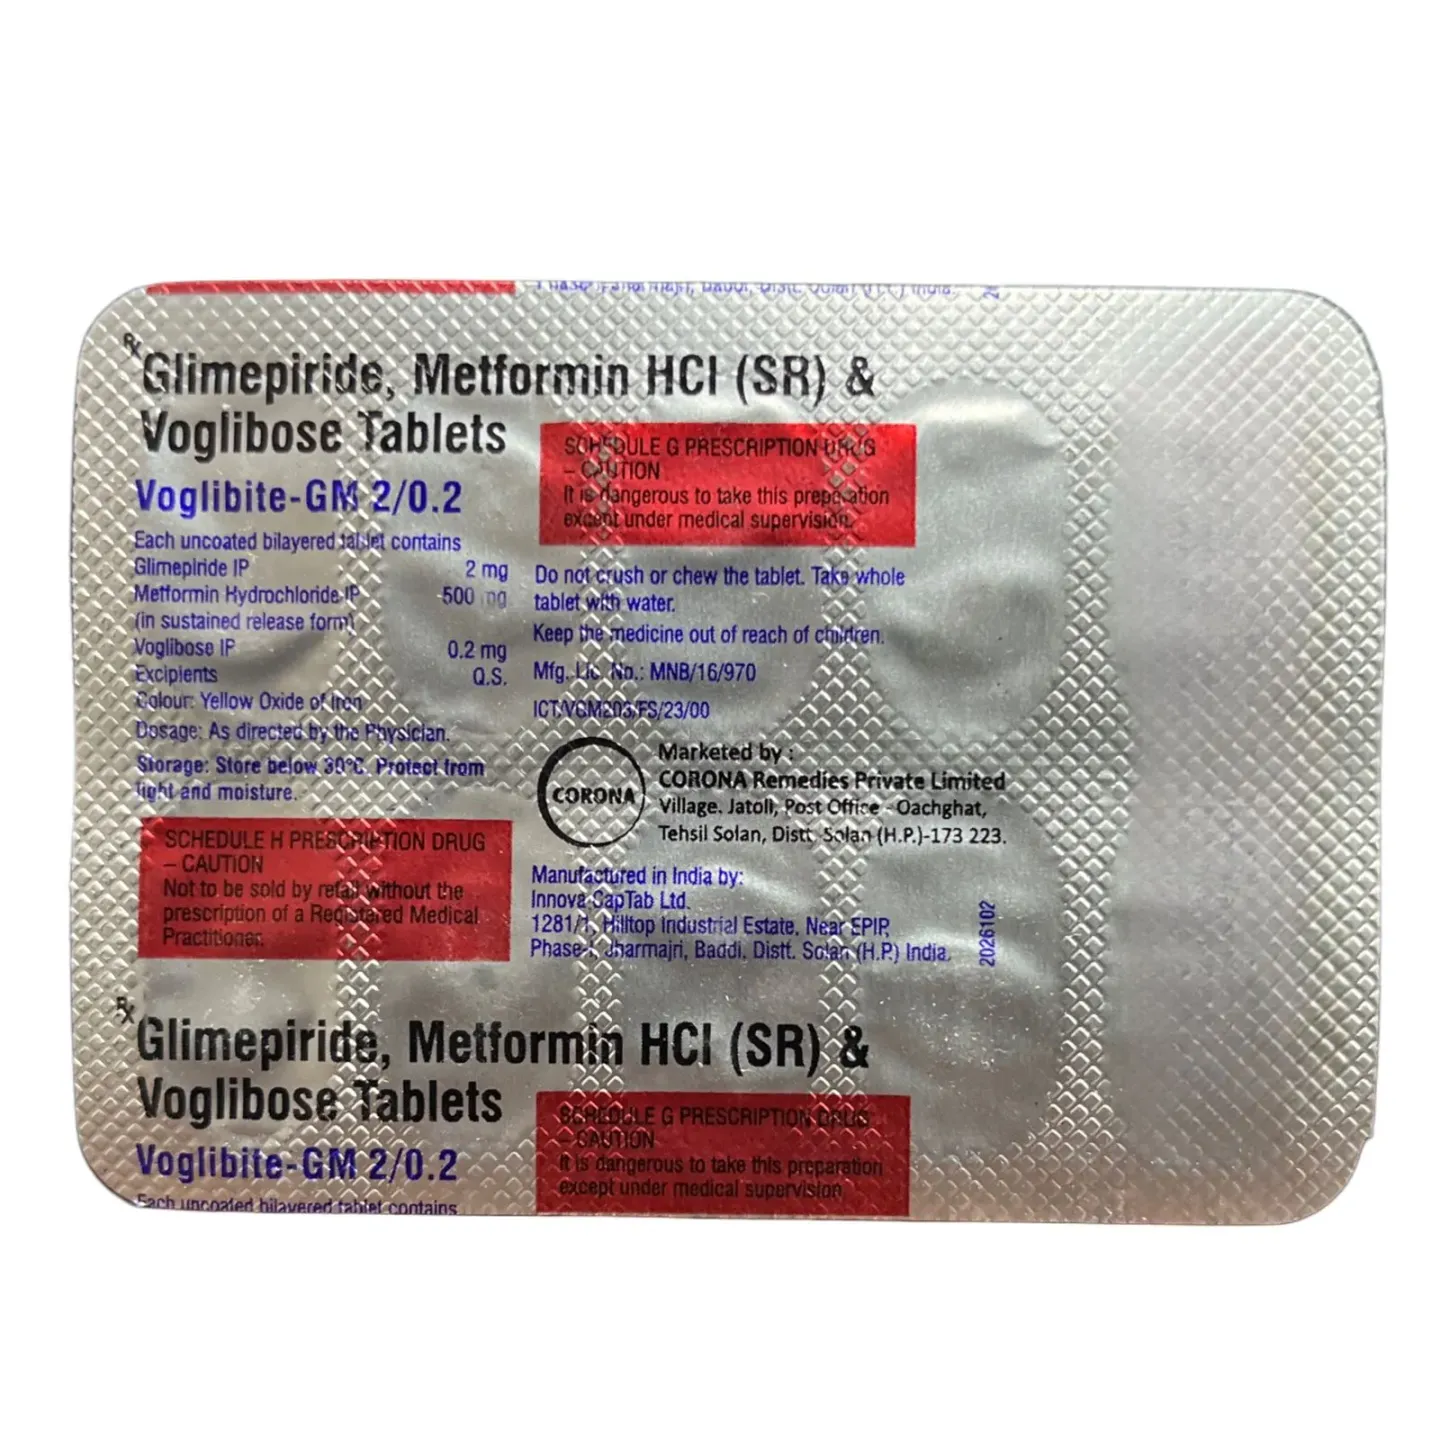 Rx
Glimepiride, Metformin HCl (SR) &
Voglibose Tablets
Voglibite-GM 2/0.2
Each uncoated bilayered tablet contains
Glimepiride IP 2 mg
Metformin Hydrochloride IP 500 mg
(in sustained release form)
Voglibose IP 0.2 mg
Excipients Q.S.
Colour: Yellow Oxide of Iron
Dosage: As directed by the Physician.
Storage: Store below 30°C. Protect from
light and moisture.
SCHEDULE H PRESCRIPTION DRUG
– CAUTION
Not to be sold by retail without the
prescription of a Registered Medical
Practitioner.
SCHEDULE G PRESCRIPTION DRUG
– CAUTION
It is dangerous to take this preparation
except under medical supervision.
Do not crush or chew the tablet. Take whole
tablet with water.
Keep the medicine out of reach of children.
Mfg. Lic. No.: MNB/16/970
ICT/VGM203/FS/23/00
CORONA
Marketed by :
CORONA Remedies Private Limited
Village. Jatoli, Post Office - Oachghat,
Tehsil Solan, Distt. Solan (H.P.)-173 223.
Manufactured in India by:
Innova CapTab Ltd.
1281/1, Hilltop Industrial Estate, Near EPIP,
Phase-I, Jharmajri, Baddi, Distt. Solan (H.P.) India.
2026102
Rx
Glimepiride, Metformin HCl (SR) &
Voglibose Tablets
Voglibite-GM 2/0.2
Each uncoated bilayered tablet contains
SCHEDULE G PRESCRIPTION DRUG
– CAUTION
It is dangerous to take this preparation
except under medical supervision